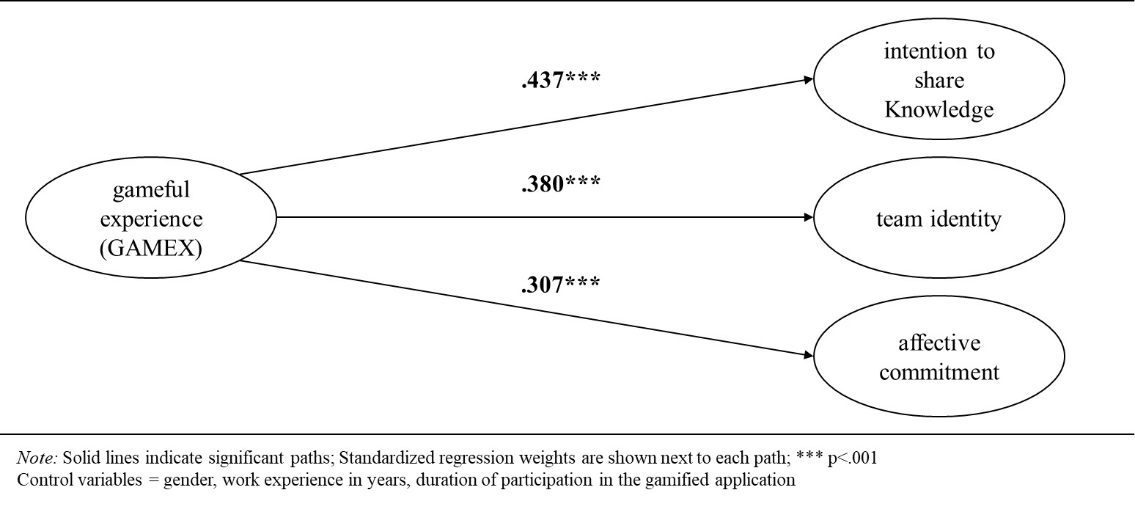 gameful
experience
(GAMEX)
.437***
.380***
.307***
intention to
share
Knowledge
team identity
affective
commitment
Note: Solid lines indicate significant paths; Standardized regression weights are shown next to each path; *** p<.001
Control variables = gender, work experience in years, duration of participation in the gamified application